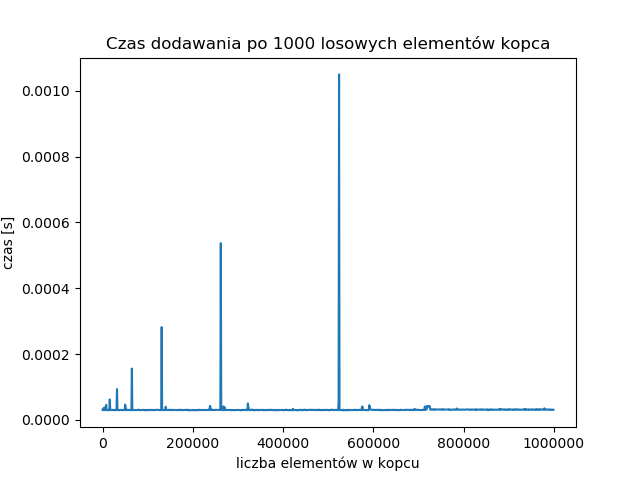 Czas dodawania po 1000 losowych elementów kopca
0.0010
0.0008
0.0006
0.0004
0.0002
0.0000
czas [s]
0 200000 400000 600000 800000 1000000
liczba elementów w kopcu